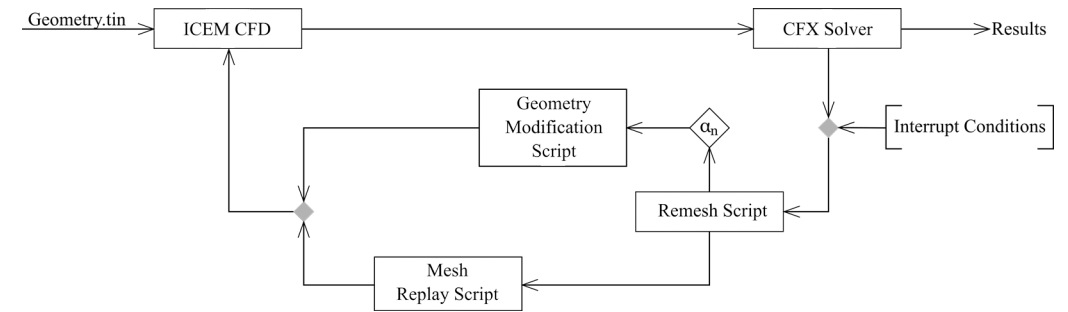 Geometry.tin
ICEM CFD
CFX Solver
Results
Geometry
Modification
Script
αn
Interrupt Conditions
Remesh Script
Mesh
Replay Script